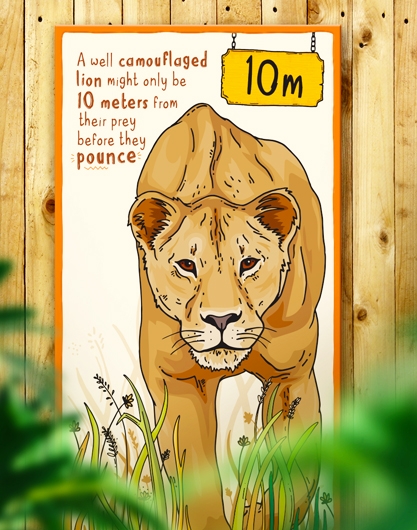 A well camouflaged
lion might only be
10 meters from
their prey
before they
pounce
10m